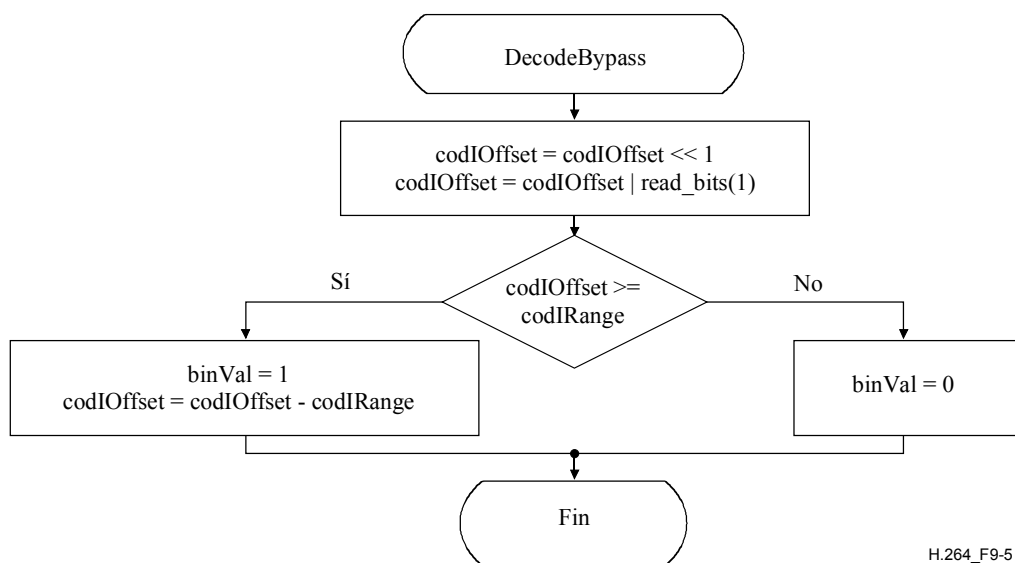 DecodeBypass
codIOffset = codIOffset << 1
codIOffset = codIOffset | read_bits(1)
Sí
codIOffset >=
codIRange
No
binVal = 1
codIOffset = codIOffset - codIRange
binVal = 0
Fin
H.264_F9-5